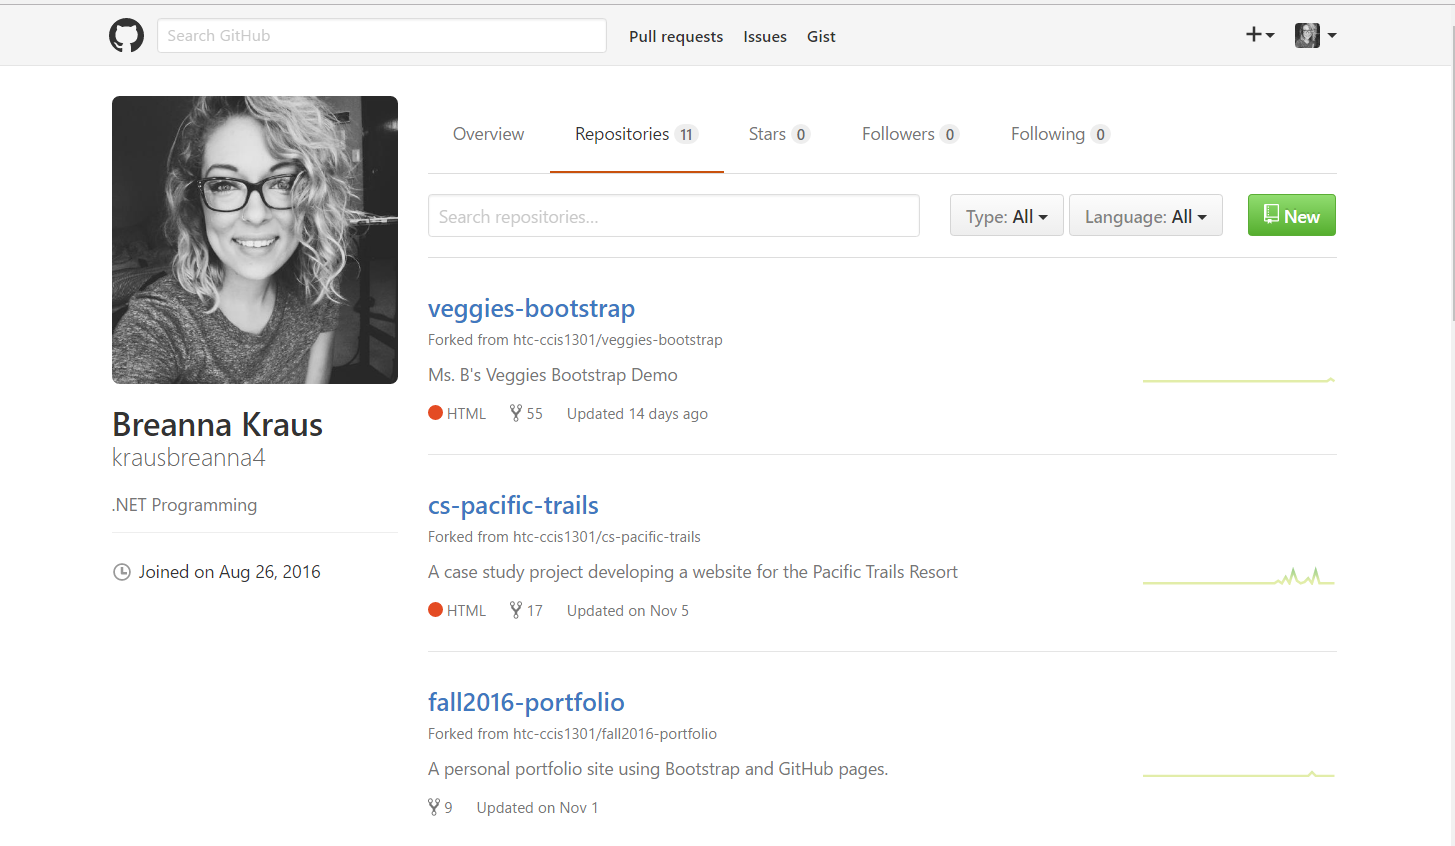 Search GitHub
Pull requests Issues Gist
Overview Repositories 11 Stars 0 Followers 0 Following 0
Search repositories... Type: All Language: All New
Breanna Kraus
krausbreanna4
.NET Programming
Joined on Aug 26, 2016
veggies-bootstrap
Forked from htc-ccis1301/veggies-bootstrap
Ms. B's Veggies Bootstrap Demo
HTML 55 Updated 14 days ago
cs-pacific-trails
Forked from htc-ccis1301/cs-pacific-trails
A case study project developing a website for the Pacific Trails Resort
HTML 17 Updated on Nov 5
fall2016-portfolio
Forked from htc-ccis1301/fall2016-portfolio
A personal portfolio site using Bootstrap and GitHub pages.
9 Updated on Nov 1